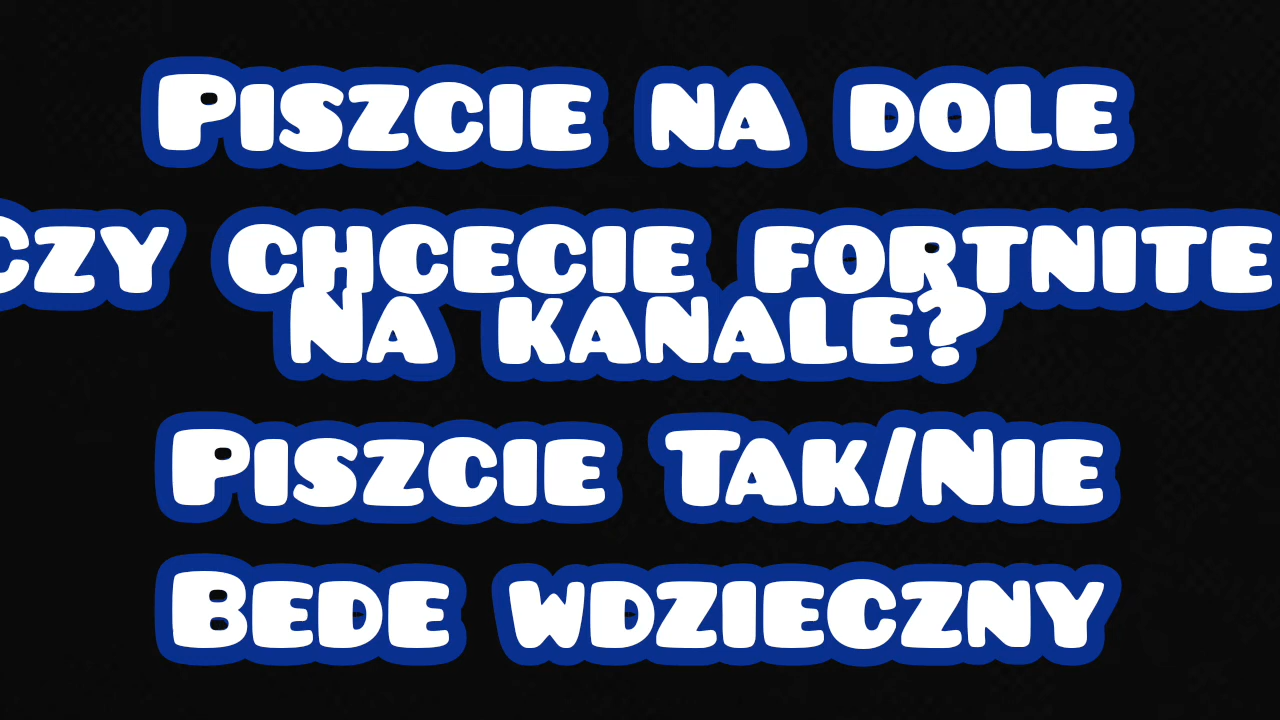 Piszcie na dole
Czy chcecie fortnite
na kanale?
Piszcie Tak/Nie
Bede wdzieczny